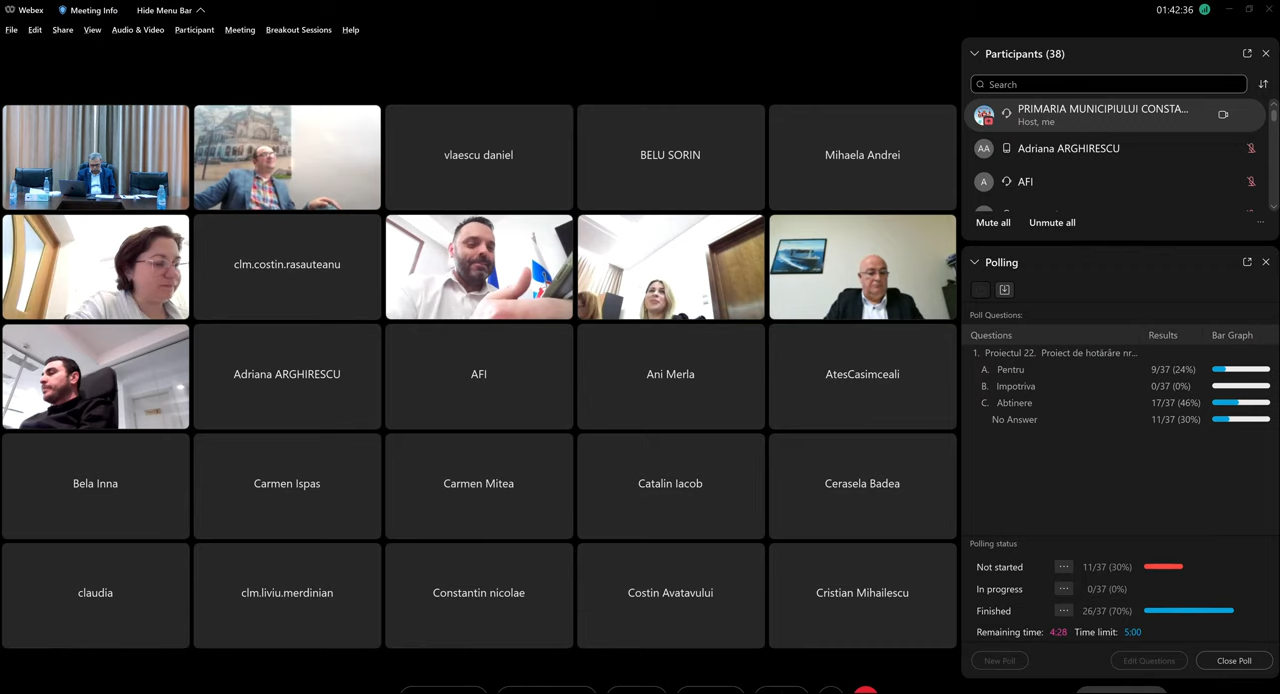 Webex
Meeting Info
Hide Menu Bar
01:42:36
File
Edit
Share
View
Audio & Video
Participant
Meeting
Breakout Sessions
Help
vlaescu daniel
BELU SORIN
Mihaela Andrei
clm.costin.rasauteanu
Adriana ARGHIRESCU
AFI
Ani Merla
AtesCasimceali
Bela Inna
Carmen Ispas
Carmen Mitea
Catalin Iacob
Cerasela Badea
claudia
clm.liviu.merdinian
Constantin nicolae
Costin Avatavului
Cristian Mihailescu
Participants (38)
Search
PRIMARIA MUNICIPIULUI CONSTA...
Host, me
AA Adriana ARGHIRESCU
A AFI
Mute all
Unmute all
...
Polling
Poll Questions:
Questions Results Bar Graph
1. Proiectul 22. Proiect de hotărâre nr...
A. Pentru 9/37 (24%)
B. Impotriva 0/37 (0%)
C. Abtinere 17/37 (46%)
No Answer 11/37 (30%)
Polling status
Not started ... 11/37 (30%)
In progress ... 0/37 (0%)
Finished ... 26/37 (70%)
Remaining time: 4:28 Time limit: 5:00
New Poll
Edit Questions
Close Poll